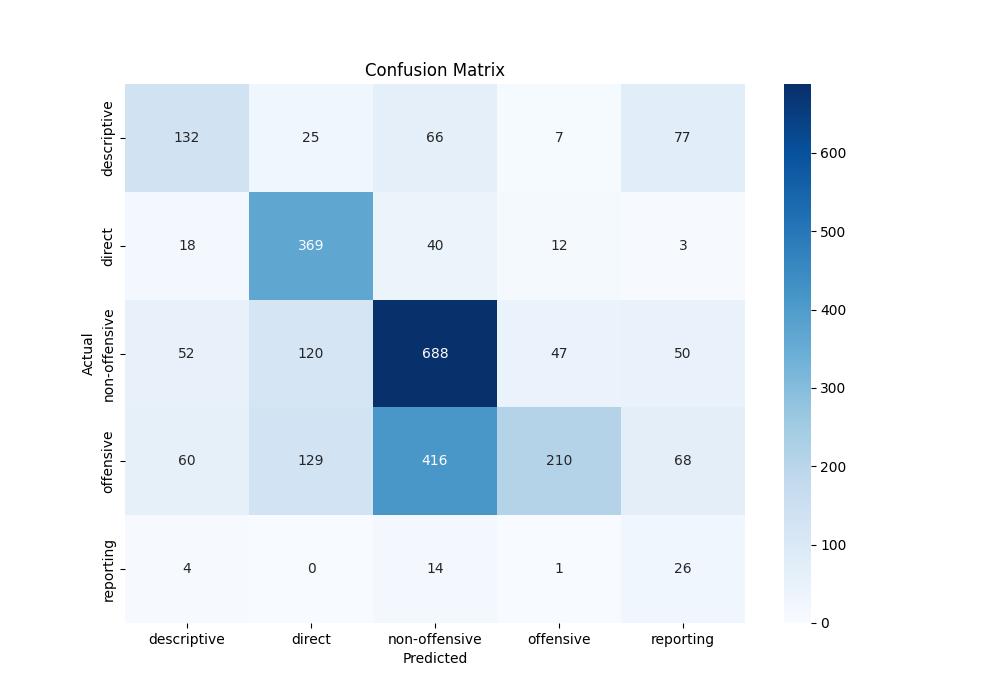 Confusion Matrix
Actual
descriptive 132 25 66 7 77
direct 18 369 40 12 3
non-offensive 52 120 688 47 50
offensive 60 129 416 210 68
reporting 4 0 14 1 26
descriptive direct non-offensive offensive reporting
Predicted
600
500
400
300
200
100
0